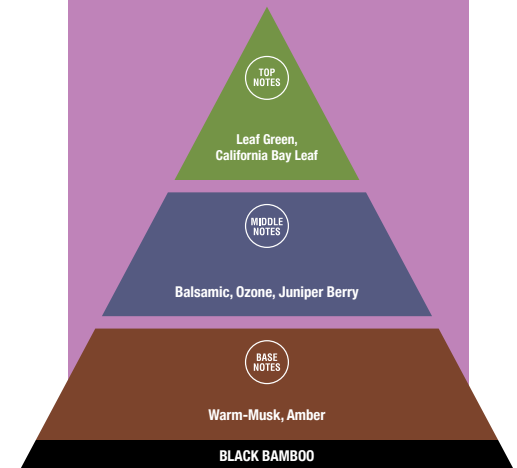 TOP
NOTES
Leaf Green,
California Bay Leaf
MIDDLE
NOTES
Balsamic, Ozone, Juniper Berry
BASE
NOTES
Warm-Musk, Amber
BLACK BAMBOO